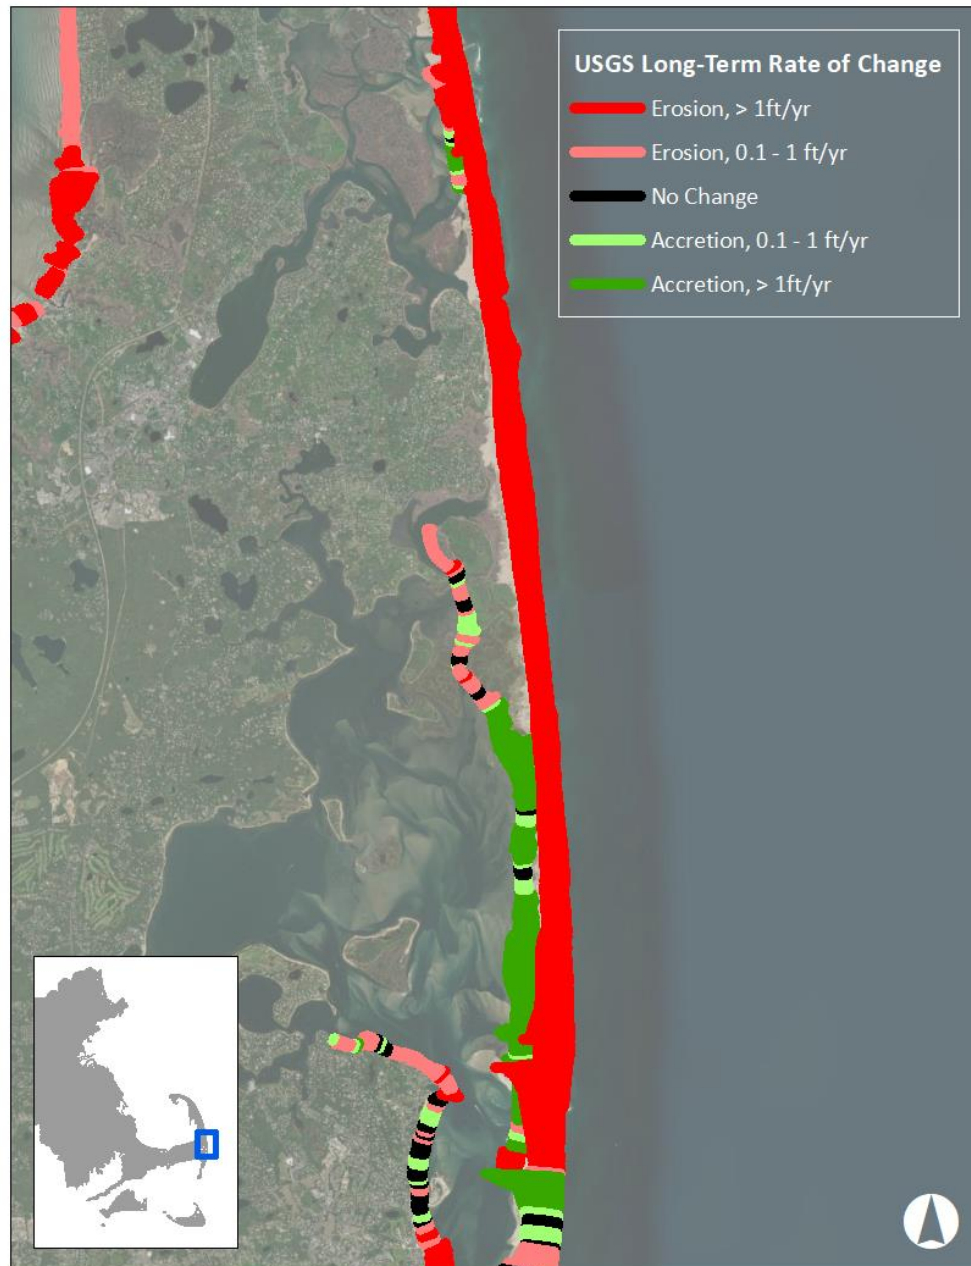 USGS Long-Term Rate of Change
Erosion, > 1ft/yr
Erosion, 0.1 - 1 ft/yr
No Change
Accretion, 0.1 - 1 ft/yr
Accretion, > 1ft/yr